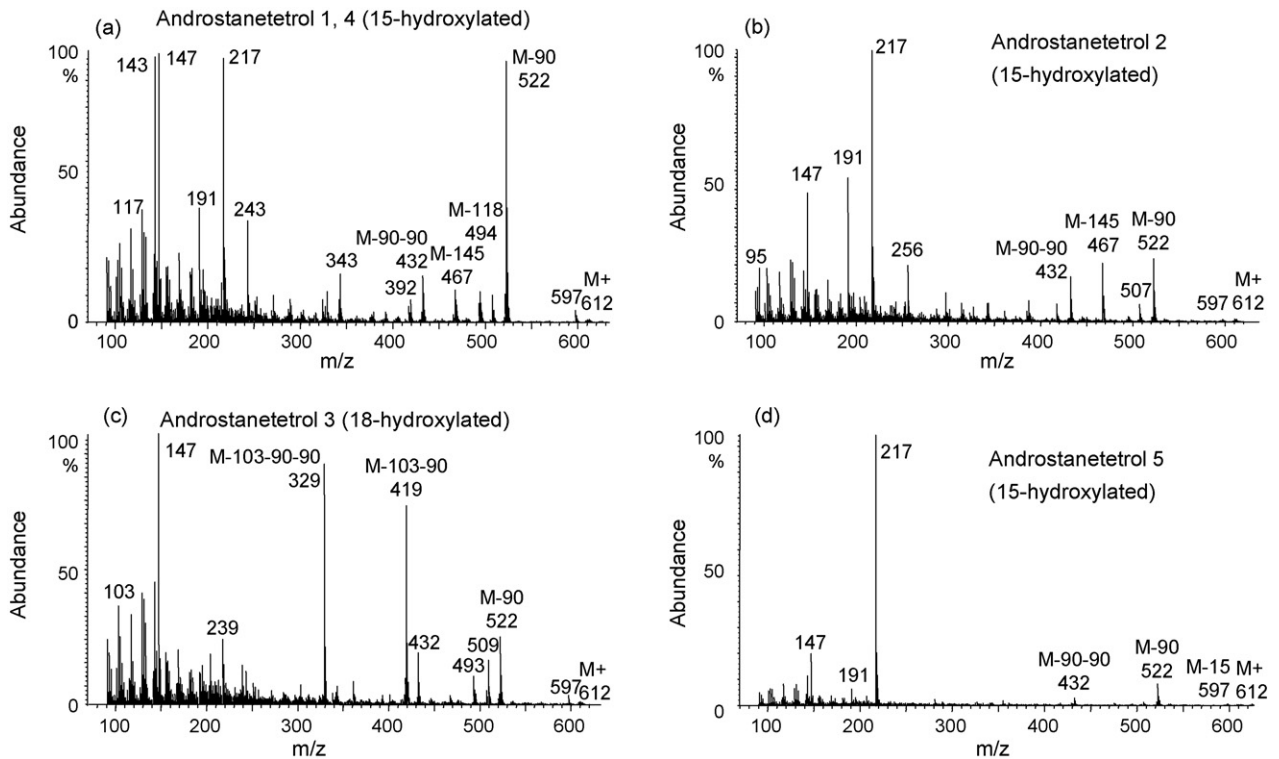 (a) Androstanetetrol 1, 4 (15-hydroxylated)
100
%
50
0
Abundance
143
147
217
M-90
522
117
191
243
343
M-90-90
432
392
M-118
494
M-145
467
M+
597 612
100 200 300 400 500 600
m/z
(b)
Androstanetetrol 2
(15-hydroxylated)
100
%
50
0
Abundance
217
147
191
95
256
M-90-90
432
M-145
467
M-90
522
507
M+
597 612
100 200 300 400 500 600
m/z
(c)
Androstanetetrol 3 (18-hydroxylated)
100
%
50
0
Abundance
147
M-103-90-90
329
M-103-90
419
103
239
432
493
509
M-90
522
M+
597 612
100 200 300 400 500 600
m/z
(d)
Androstanetetrol 5
(15-hydroxylated)
100
%
50
0
Abundance
217
147
191
M-90-90
432
M-90
522
M-15 M+
597 612
100 200 300 400 500 600
m/z